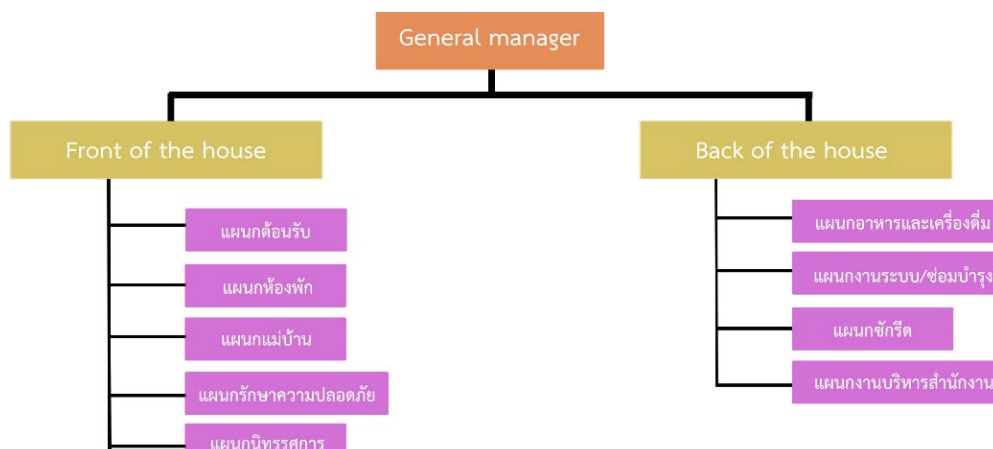 General manager
Front of the house
Back of the house
แผนกต้อนรับ
แผนกห้องพัก
แผนกแม่บ้าน
แผนกรักษาความปลอดภัย
แผนกนิทรรศการ
แผนกอาหารและเครื่องดื่ม
แผนกงานระบบ/ซ่อมบำรุง
แผนกซักรีด
แผนกงานบริหารสำนักงาน